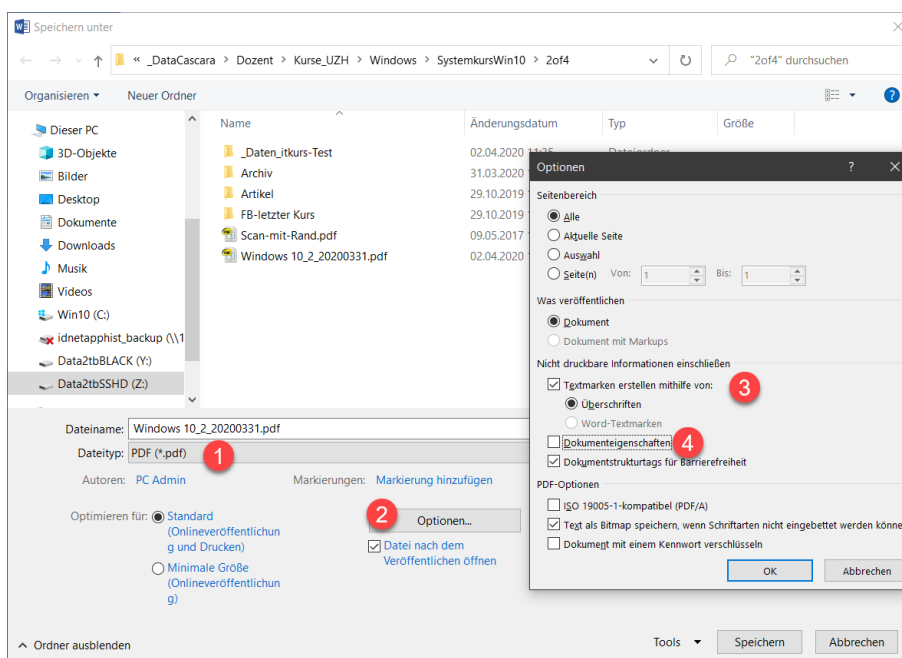 Speichern unter
« _DataCascara > Dozent > Kurse_UZH > Windows > SystemkursWin10 > 2of4
"2of4" durchsuchen
Organisieren
Neuer Ordner
?
Dieser PC
3D-Objekte
Bilder
Desktop
Dokumente
Downloads
Musik
Videos
Win10 (C:)
idnetapphist_backup (\\1
Data2tbBLACK (Y:)
Data2tbSSHD (Z:)
Name Änderungsdatum Typ Größe
_Daten_itkurs-Test 02.04.2020 11:25 Dateiordner
Archiv 31.03.2020
Artikel 29.10.2019
FB-letzter Kurs 29.10.2019
Scan-mit-Rand.pdf 09.05.2017
Windows 10_2_20200331.pdf 02.04.2020
Dateiname: Windows 10_2_20200331.pdf
Dateityp: PDF (*.pdf) 1
Autoren: PC Admin
Markierungen: Markierung hinzufügen
Optimieren für: Standard
(Onlineveröffentlichun
g und Drucken)
Minimale Größe
(Onlineveröffentlichun
g)
2 Optionen...
Datei nach dem
Veröffentlichen öffnen
Ordner ausblenden
Tools
Speichern
Abbrechen
Optionen ?
Seitenbereich
Alle
Aktuelle Seite
Auswahl
Seite(n) Von: 1 Bis: 1
Was veröffentlichen
Dokument
Dokument mit Markups
Nicht druckbare Informationen einschließen
Textmarken erstellen mithilfe von: 3
Überschriften
Word-Textmarken
Dokumenteigenschaften 4
Dokumentstrukturtags für Barrierefreiheit
PDF-Optionen
ISO 19005-1-kompatibel (PDF/A)
Text als Bitmap speichern, wenn Schriftarten nicht eingebettet werden könne
Dokument mit einem Kennwort verschlüsseln
OK
Abbrechen